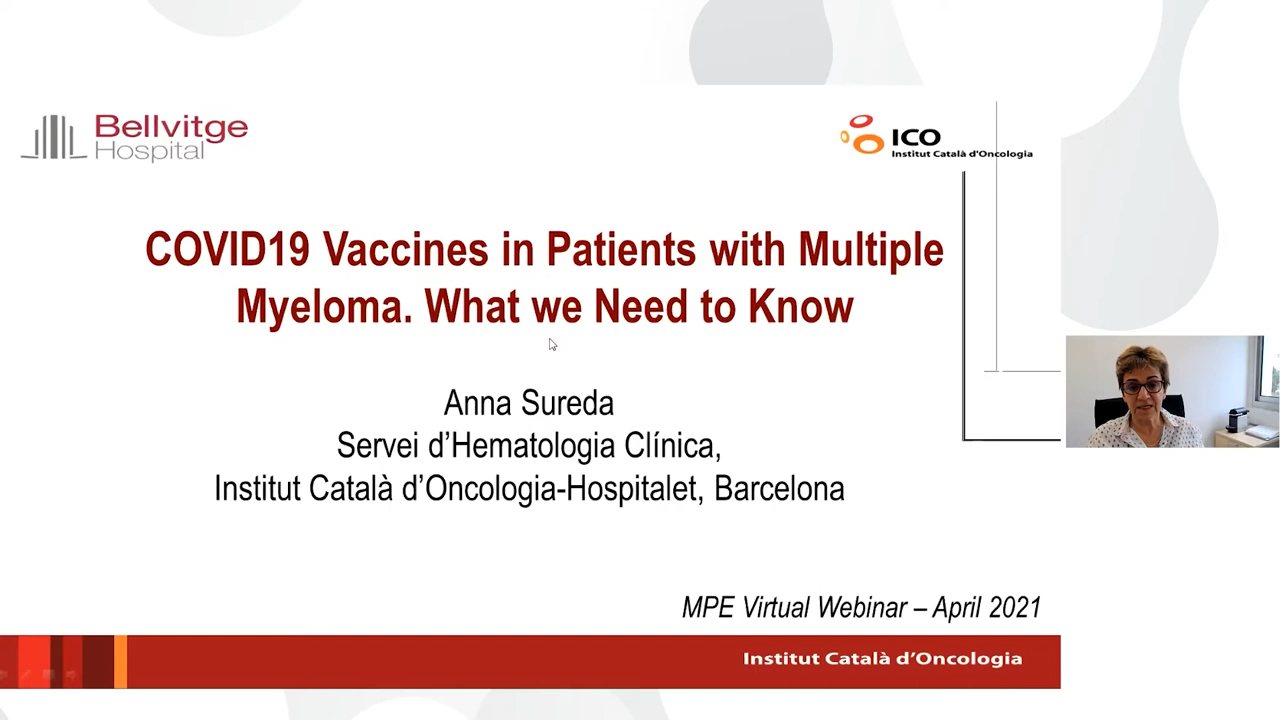 Bellvitge
Hospital
ICO
Institut Català d'Oncologia
COVID19 Vaccines in Patients with Multiple
Myeloma. What we Need to Know
Anna Sureda
Servei d'Hematologia Clínica,
Institut Català d'Oncologia-Hospitalet, Barcelona
MPE Virtual Webinar – April 2021
Institut Català d'Oncologia